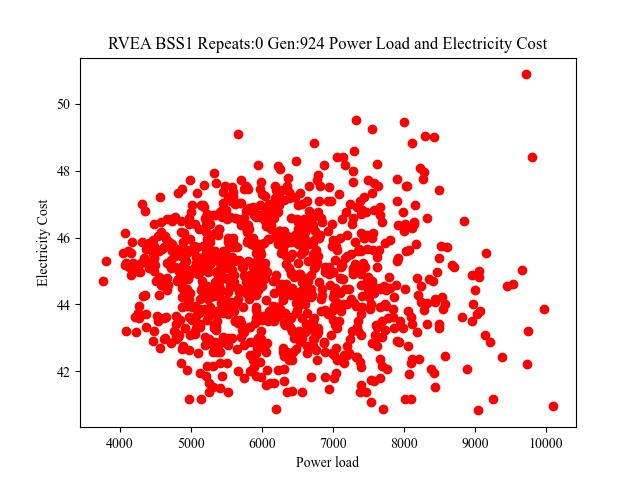 RVEA BSS1 Repeats:0 Gen:924 Power Load and Electricity Cost
50
48
46
44
42
Electricity Cost
4000 5000 6000 7000 8000 9000 10000
Power load